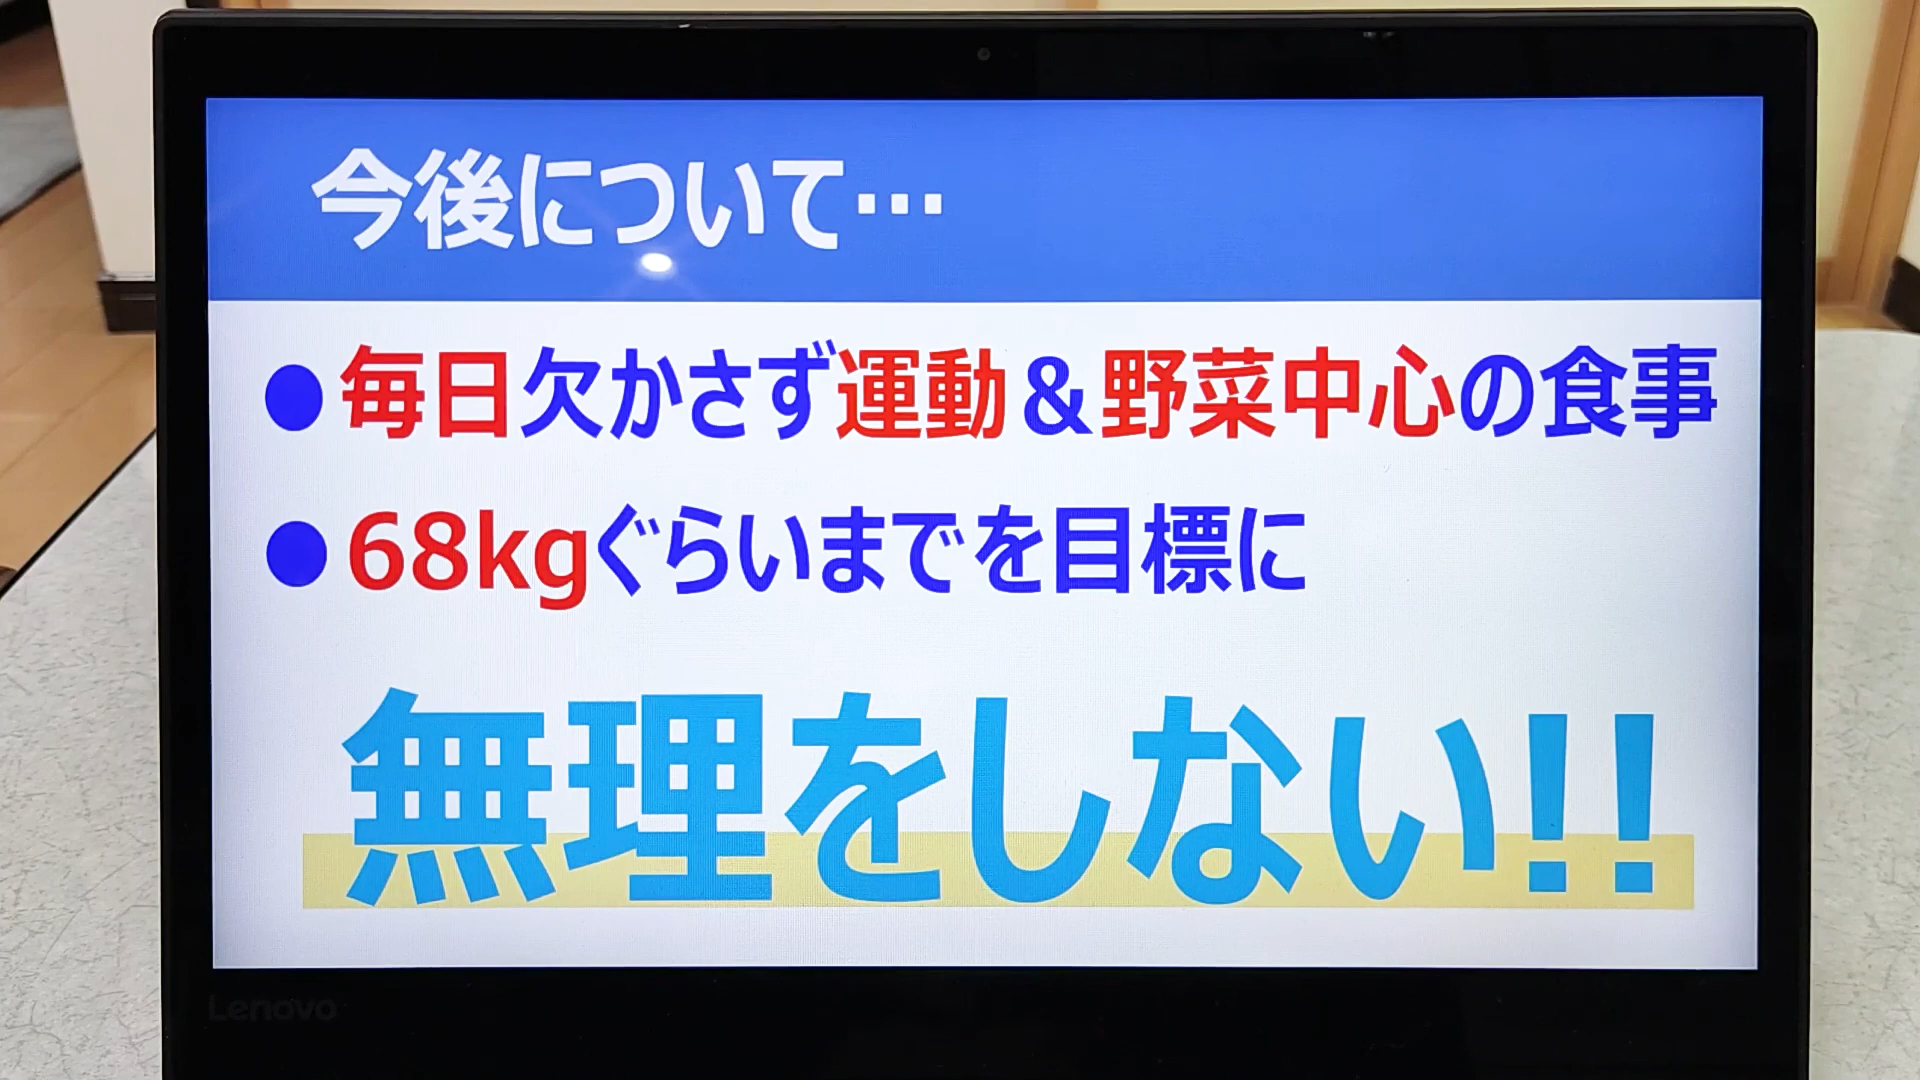 今後について…
●毎日欠かさず運動＆野菜中心の食事
●68kgぐらいまでを目標に
無理をしない!!
Lenovo